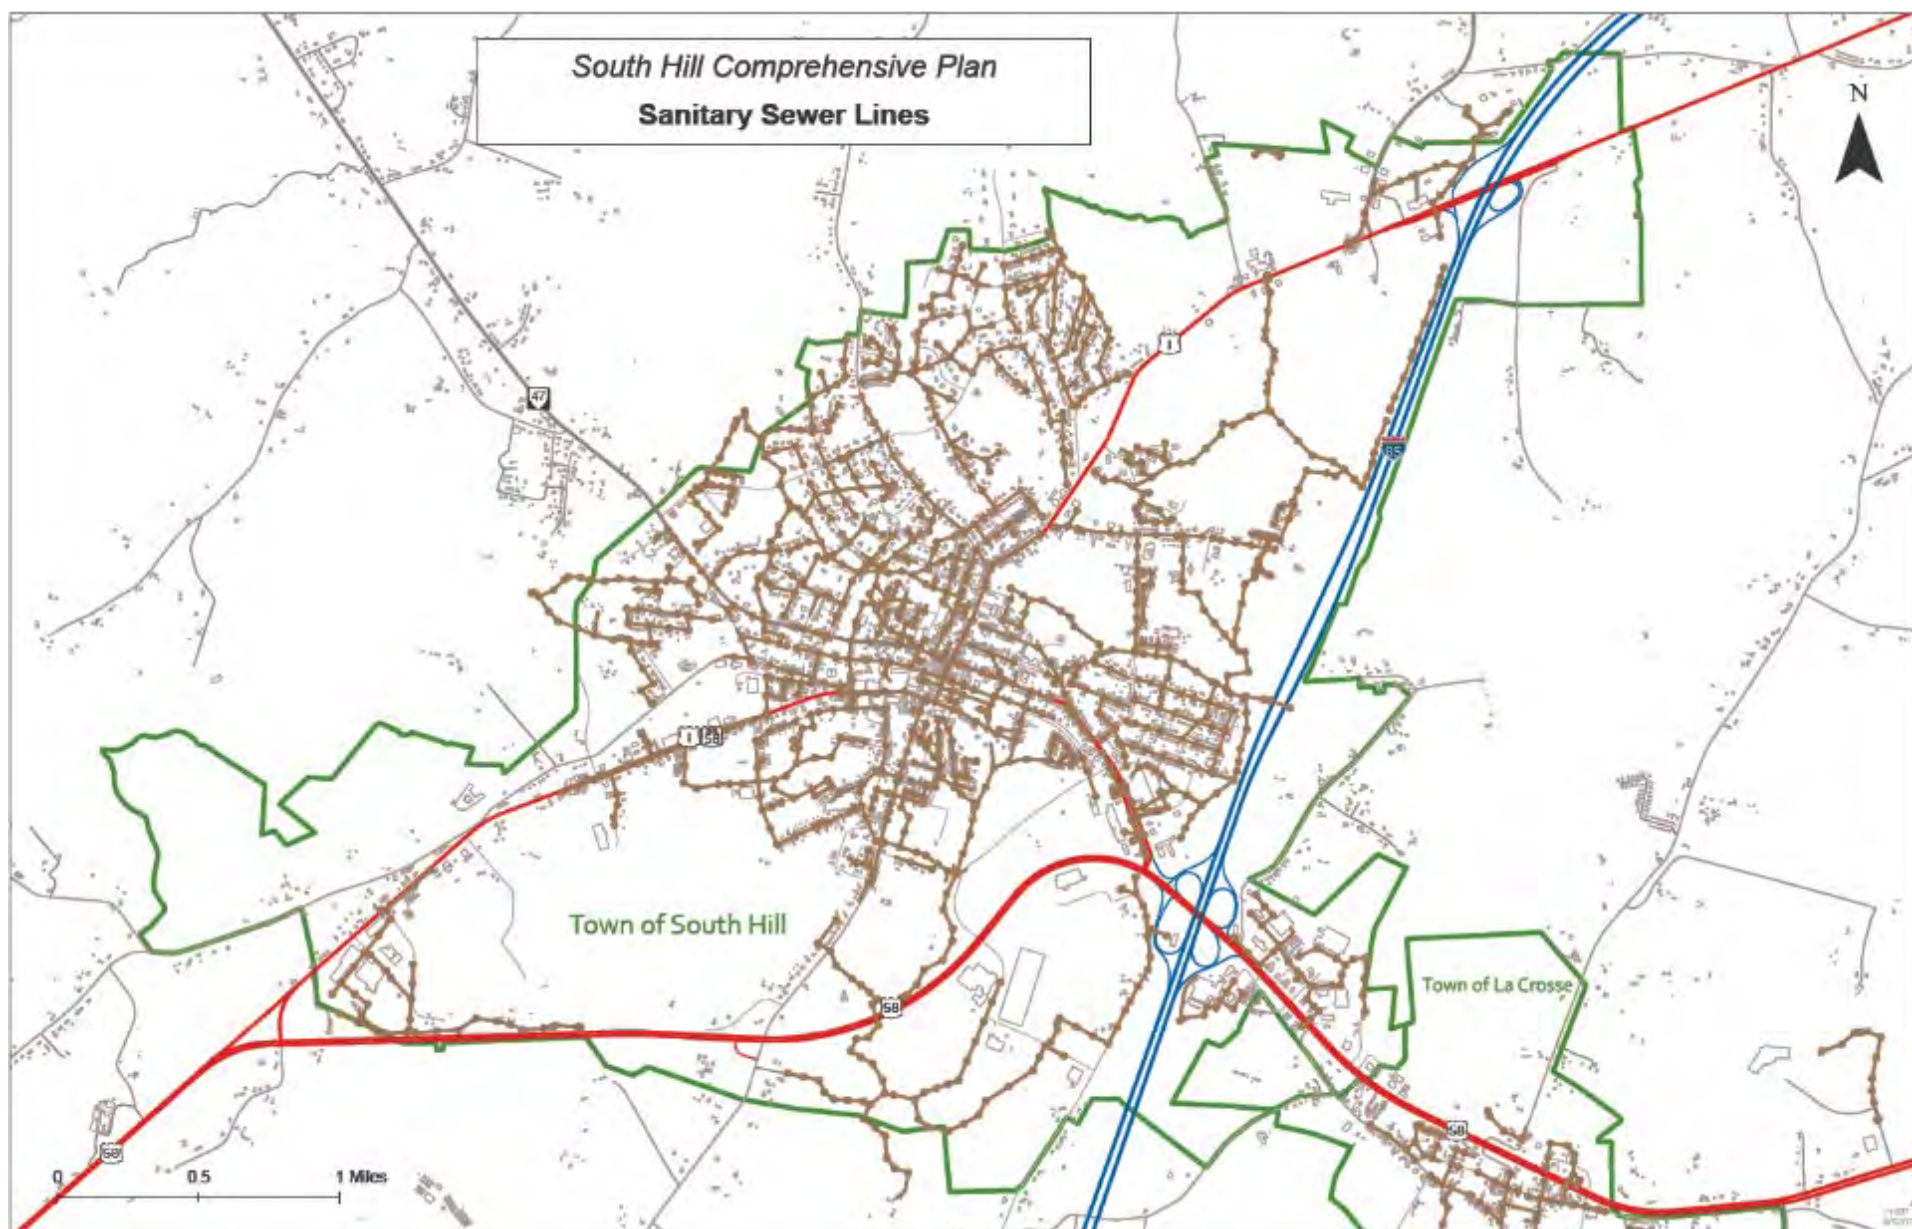 South Hill Comprehensive Plan
Sanitary Sewer Lines
N
1
47
85
1 58
Town of South Hill
58
Town of La Crosse
58
58
0 0.5 1 Miles